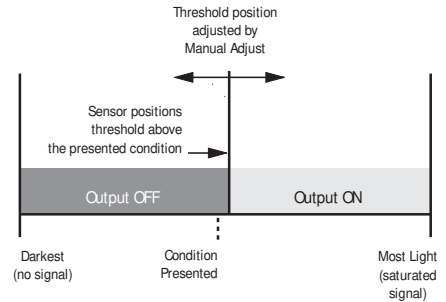 Threshold position
adjusted by
Manual Adjust
Sensor positions
threshold above
the presented condition
Output OFF
Output ON
Darkest
(no signal)
Condition
Presented
Most Light
(saturated
signal)